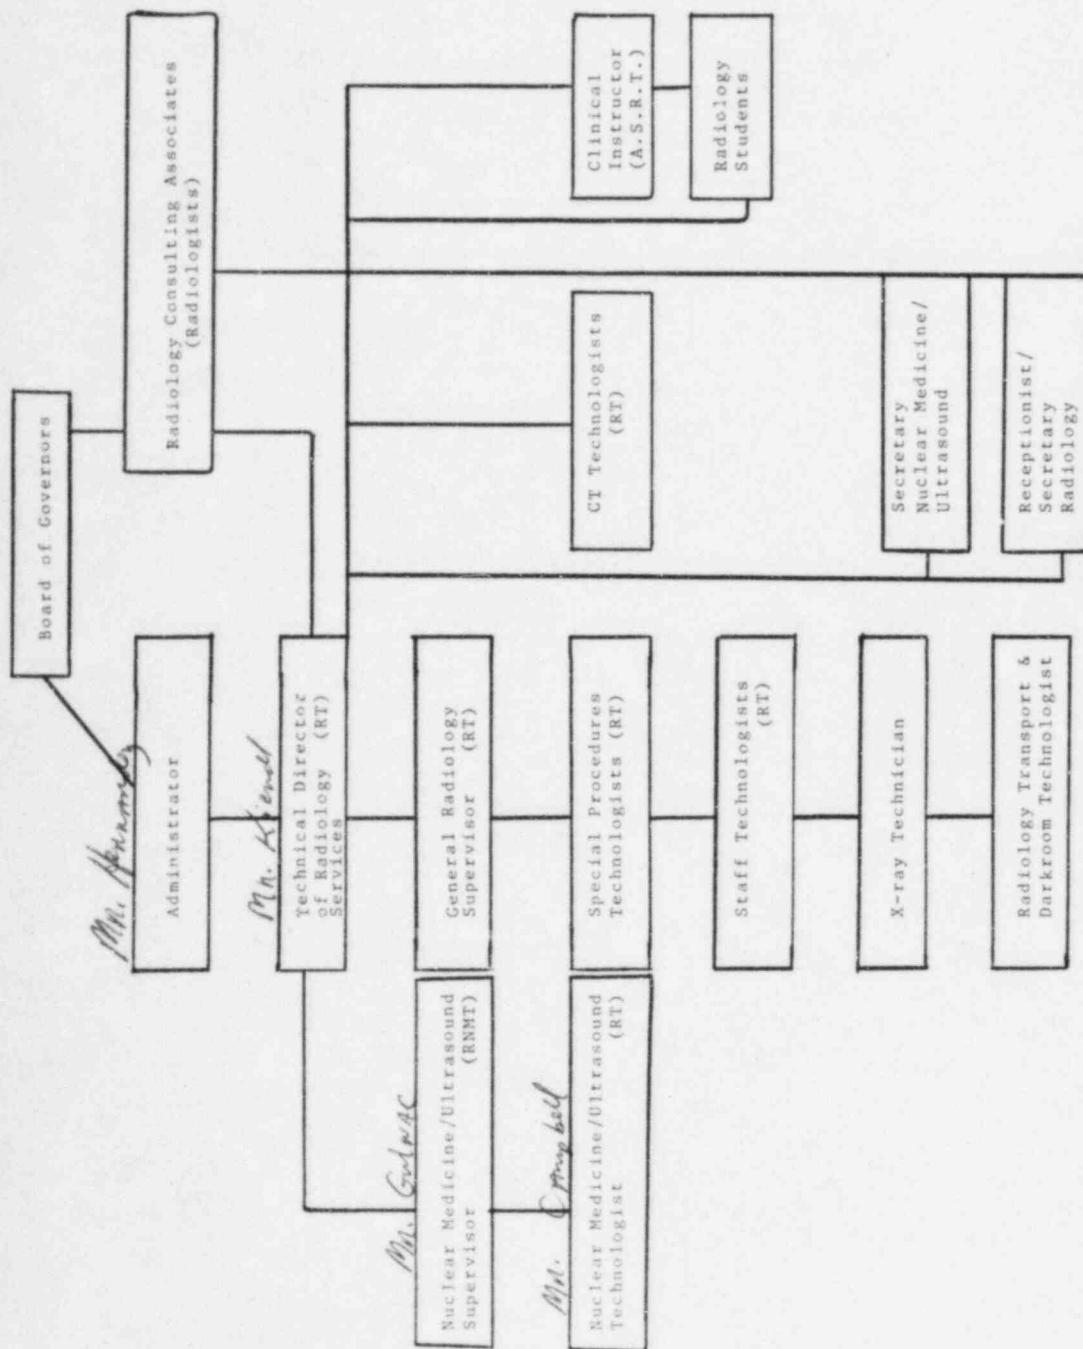 Board of Governors
Radiology Consulting Associates
(Radiologists)
Administrator
Mr.
Technical Director
of Radiology (RT)
Services
Mr.
Nuclear Medicine/Ultrasound
Supervisor (RNMT)
Mr.
General Radiology
Supervisor (RT)
Nuclear Medicine/Ultrasound
Technologist (RT)
Mr. Campbell
Special Procedures
Technologists (RT)
CT Technologists
(RT)
Clinical
Instructor
(A.S.R.T.)
Radiology
Students
Staff Technologists
(RT)
X-ray Technician
Secretary
Nuclear Medicine/
Ultrasound
Radiology Transport &
Darkroom Technologist
Receptionist/
Secretary
Radiology